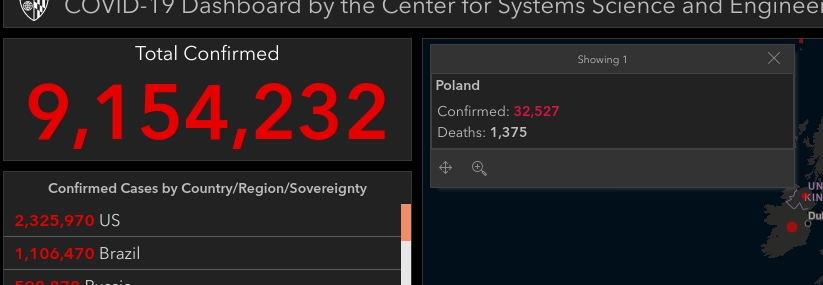 COVID-19 Dashboard by the Center for Systems Science and Engineer
Total Confirmed
9,154,232
Confirmed Cases by Country/Region/Sovereignty
2,325,970 US
1,106,470 Brazil
Russia
Showing 1
Poland
Confirmed: 32,527
Deaths: 1,375
UN
KIN
Du